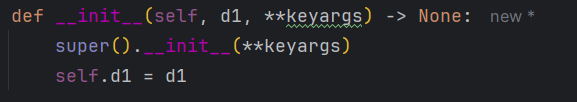 def __init__(self, d1, **keyargs) -> None: new *
    super().__init__(**keyargs)
    self.d1 = d1